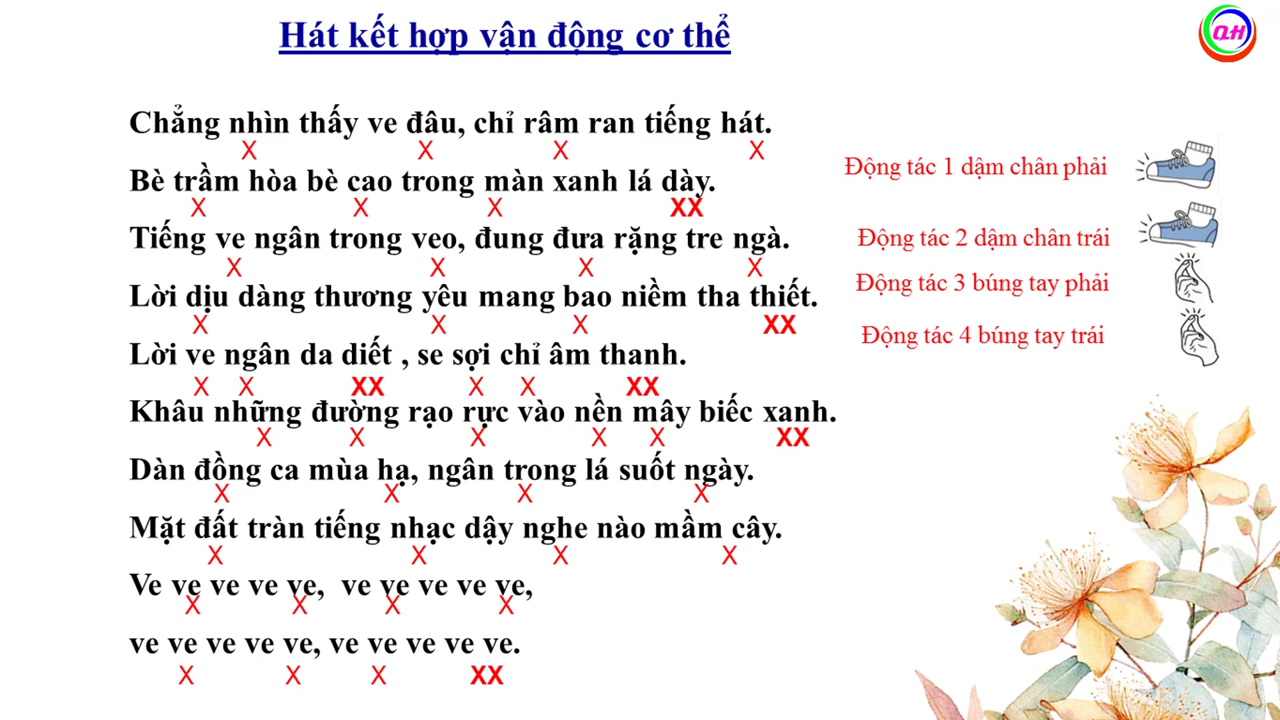 Hát kết hợp vận động cơ thể
QH
Chẳng nhìn thấy ve đâu, chỉ râm ran tiếng hát.
X X X X
Bè trầm hòa bè cao trong màn xanh lá dày.
X X X XX
Tiếng ve ngân trong veo, đung đưa rặng tre ngà.
X X X X
Lời dịu dàng thương yêu mang bao niềm tha thiết.
X X X XX
Lời ve ngân da diết , se sợi chỉ âm thanh.
X X XX X X XX
Khâu những đường rạo rực vào nền mây biếc xanh.
X X X X X XX
Dàn đồng ca mùa hạ, ngân trong lá suốt ngày.
X X X X
Mặt đất tràn tiếng nhạc dậy nghe nào mầm cây.
X X X X
Ve ve ve ve ve, ve ve ve ve ve,
X X X X
ve ve ve ve ve, ve ve ve ve ve.
X X X XX
Động tác 1 dậm chân phải
Động tác 2 dậm chân trái
Động tác 3 búng tay phải
Động tác 4 búng tay trái